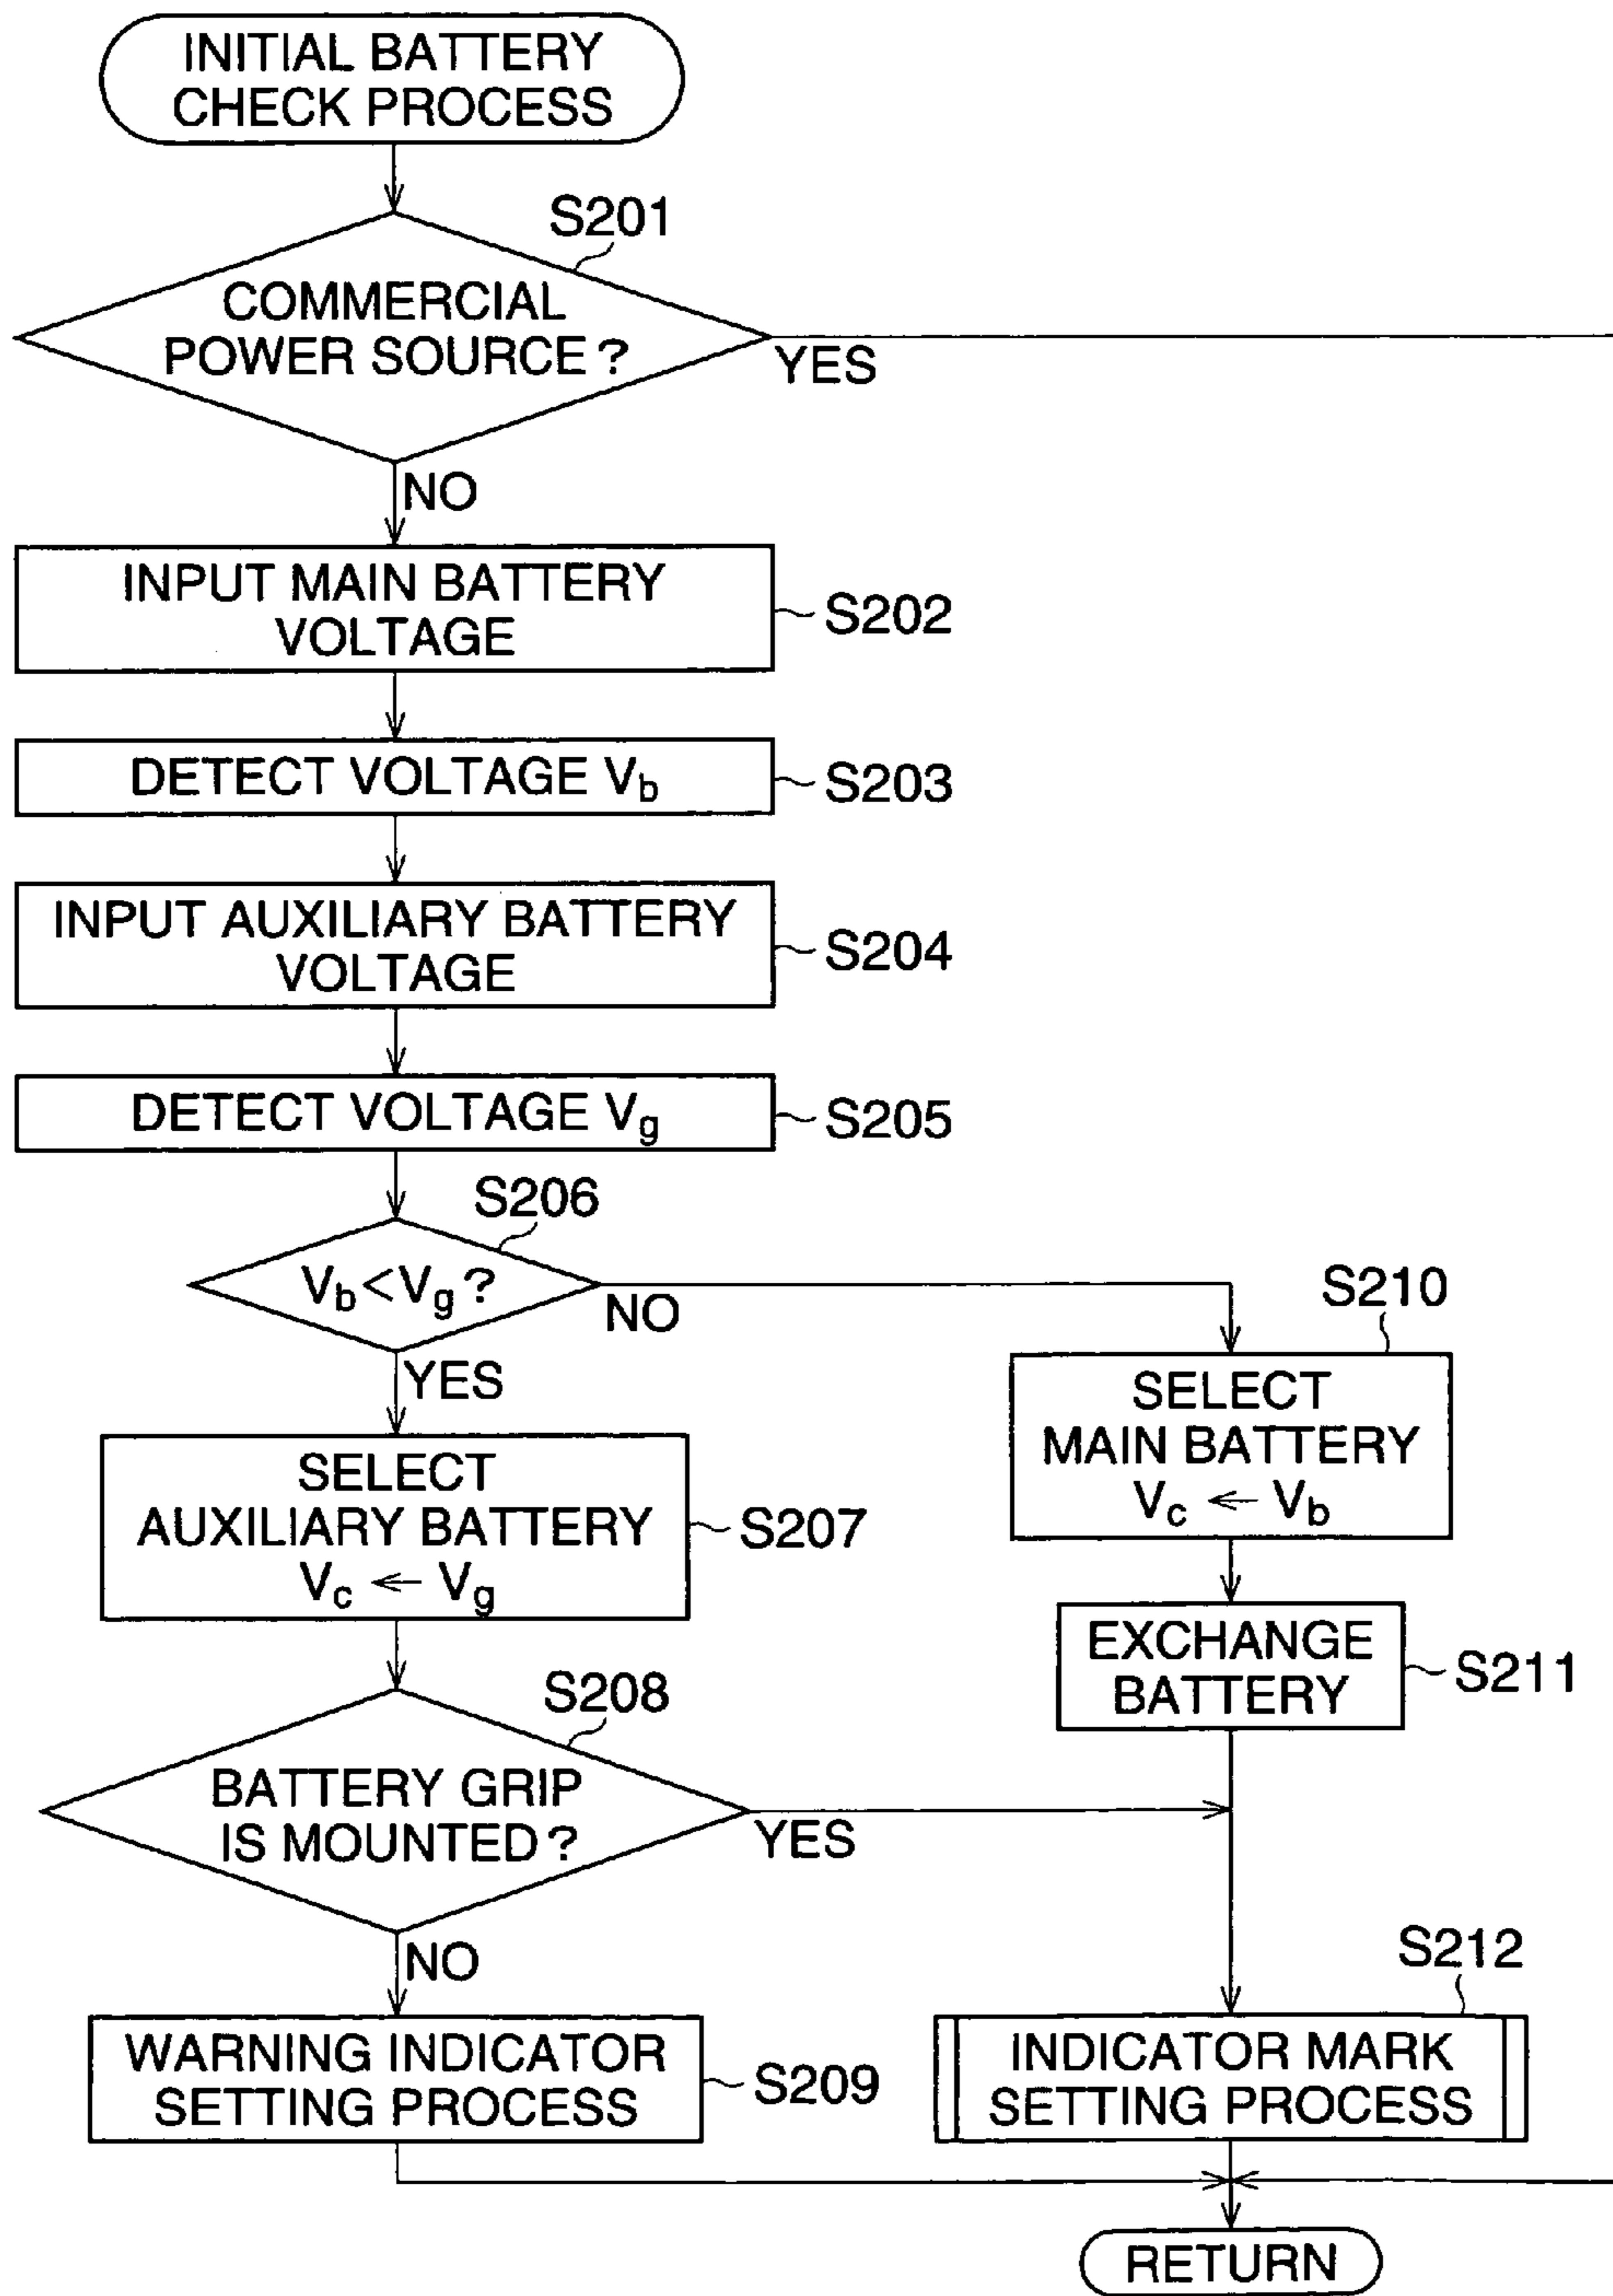 INITIAL BATTERY
CHECK PROCESS
S201
COMMERCIAL
POWER SOURCE ?
YES
NO
INPUT MAIN BATTERY
VOLTAGE
S202
DETECT VOLTAGE Vb
S203
INPUT AUXILIARY BATTERY
VOLTAGE
S204
DETECT VOLTAGE Vg
S205
S206
Vb < Vg ?
NO
YES
S210
SELECT
MAIN BATTERY
Vc ← Vb
SELECT
AUXILIARY BATTERY
Vc ← Vg
S207
EXCHANGE
BATTERY
S211
S208
BATTERY GRIP
IS MOUNTED ?
YES
NO
S212
WARNING INDICATOR
SETTING PROCESS
S209
INDICATOR MARK
SETTING PROCESS
RETURN